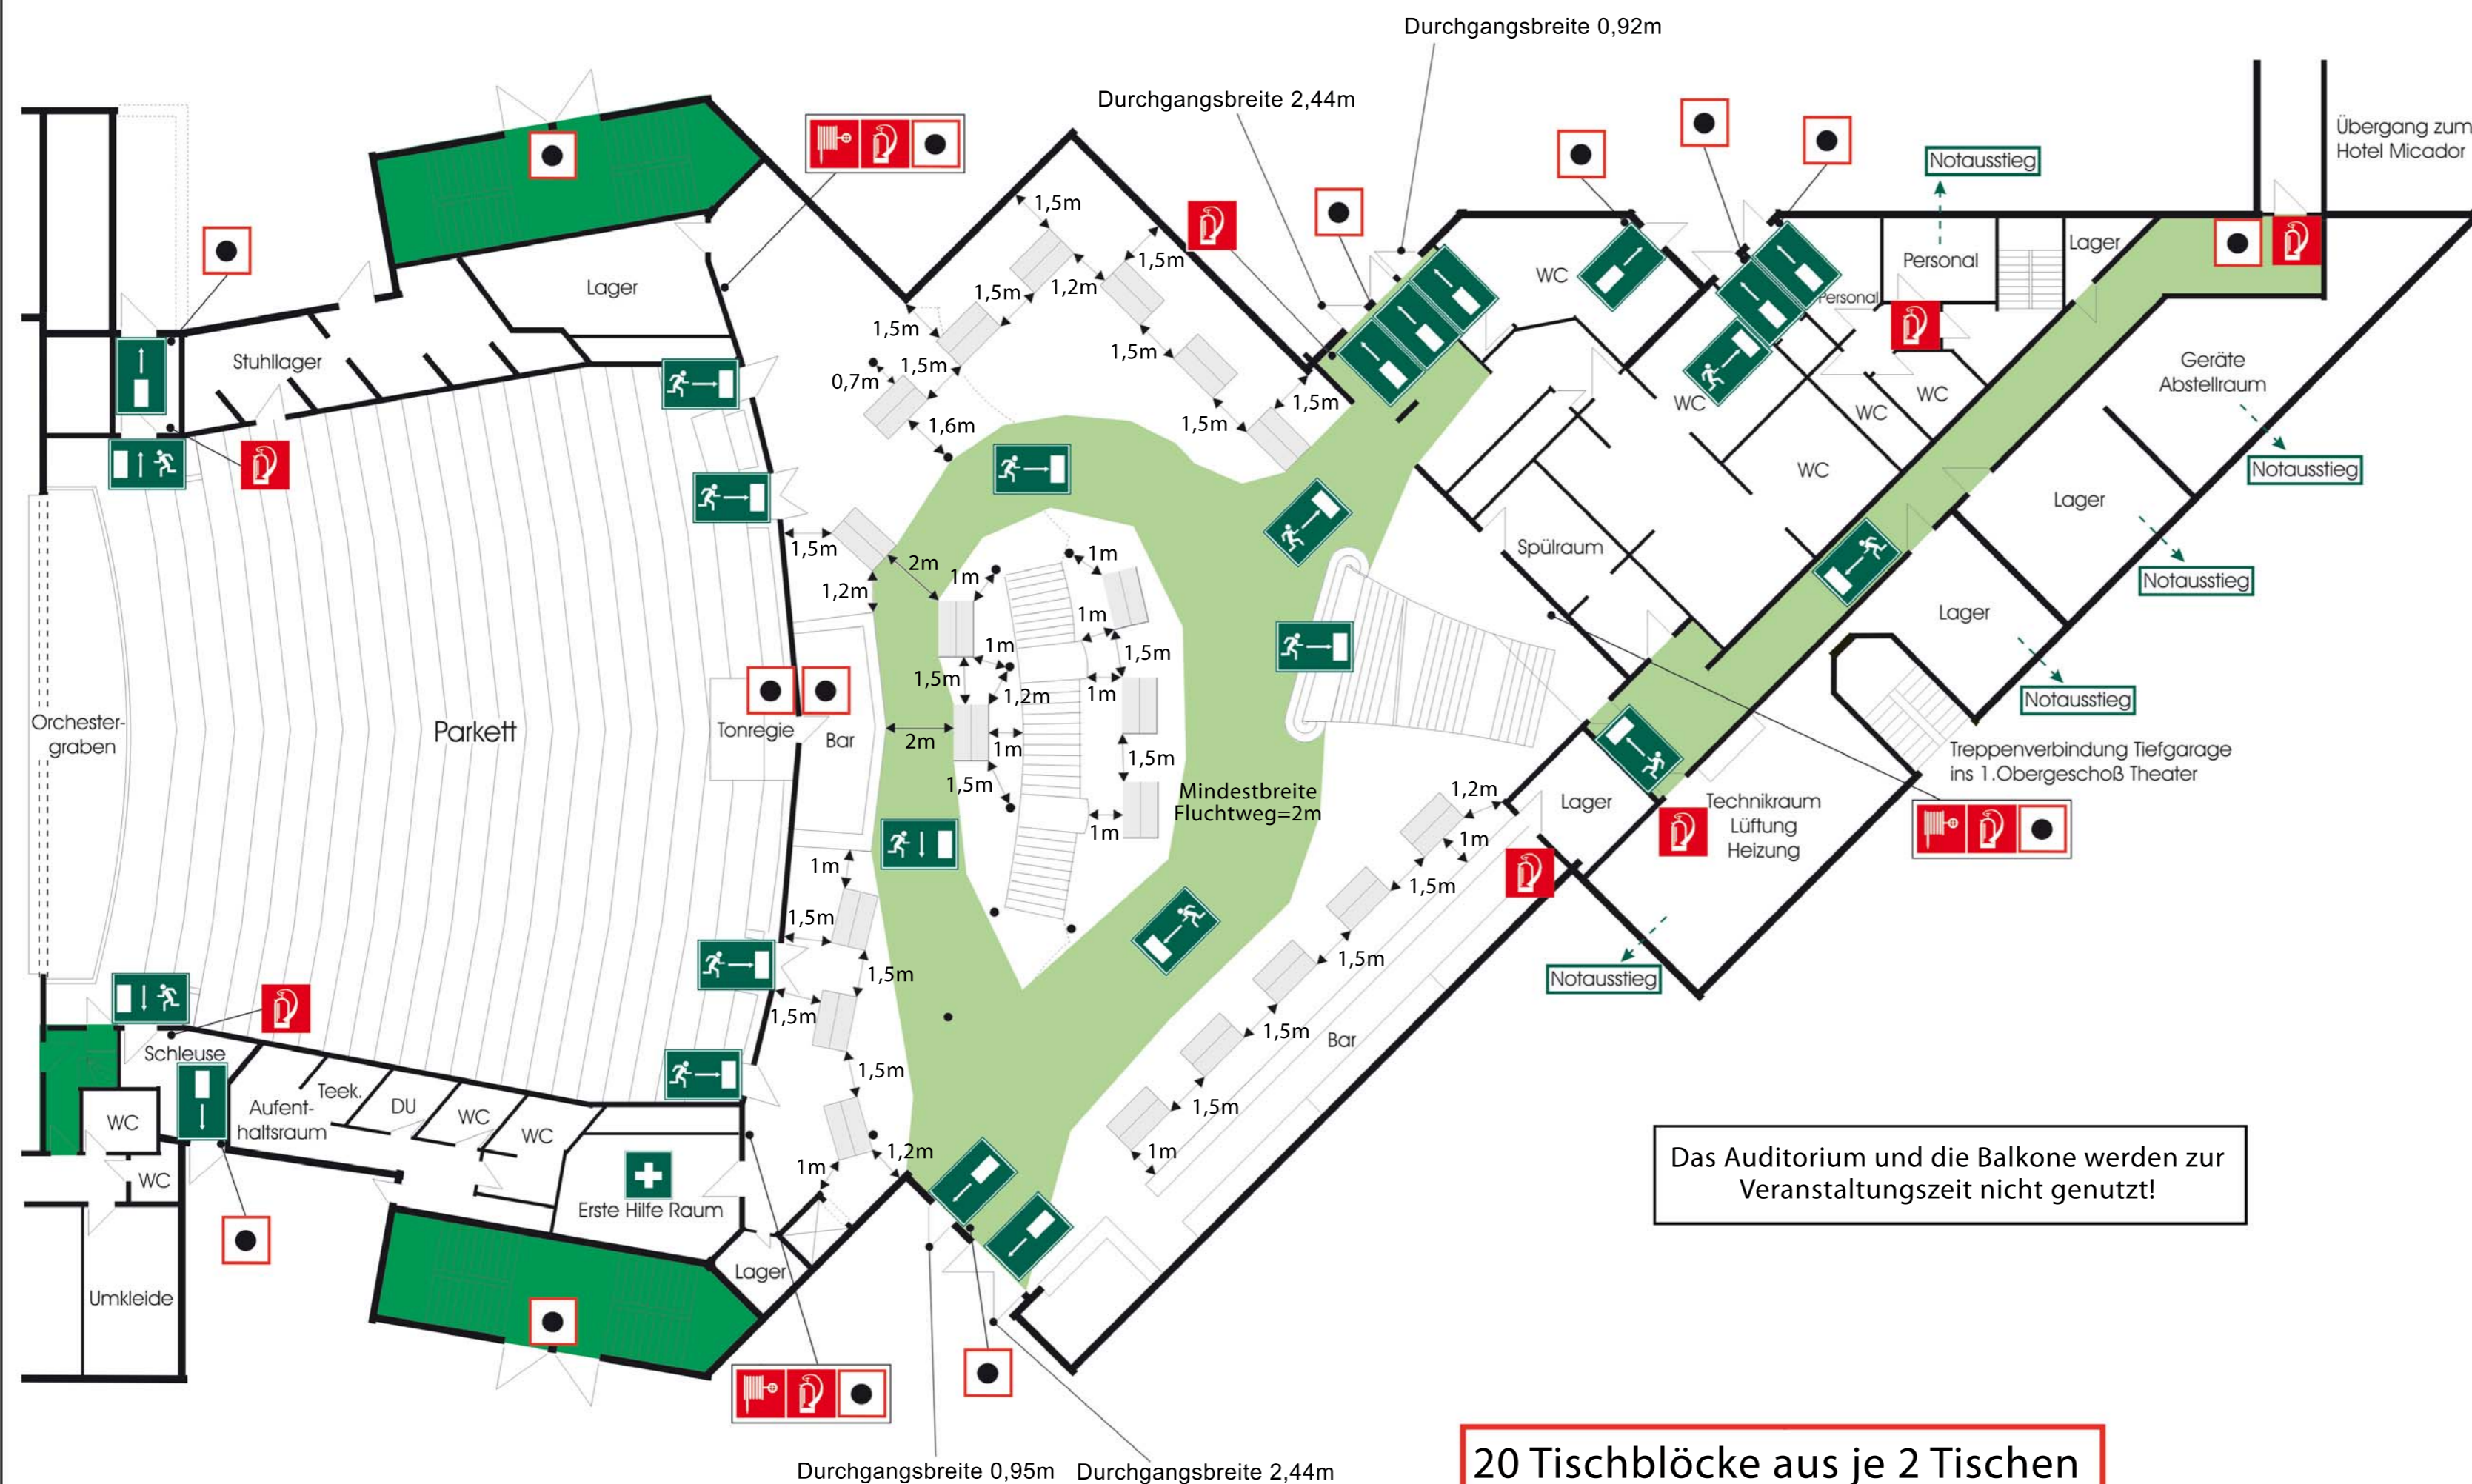 Durchgangsbreite 0,92m
Durchgangsbreite 2,44m
Übergang zum
Hotel Micador
Notausstieg
Lager
Personal
Personal
WC
1,5m
1,5m
1,5m
1,2m
1,5m
1,5m
0,7m
1,5m
1,6m
1,5m
1,5m
Lager
Stuhllager
WC
WC
WC
WC
Geräte
Abstellraum
Notausstieg
Lager
Notausstieg
Lager
Notausstieg
Spülraum
1,5m
1,5m
2m
1,2m
1m
1m
1m
1m
1,5m
1,2m
1,5m
1m
2m
1m
1,5m
1,5m
1m
Orchester-
graben
Parkett
Tonregie
Bar
Mindestbreite
Fluchtweg=2m
Treppenverbindung Tiefgarage
ins 1.Obergeschoß Theater
Lager
Technikraum
Lüftung
Heizung
Notausstieg
1,2m
1m
1,5m
1,5m
1,5m
1,5m
1m
Bar
1m
1,5m
1,5m
1,5m
1,5m
1,2m
1m
Schleuse
WC
WC
Aufent-
haltsraum
Teek.
DU
WC
WC
Erste Hilfe Raum
Lager
Umkleide
Das Auditorium und die Balkone werden zur
Veranstaltungszeit nicht genutzt!
Durchgangsbreite 0,95m
Durchgangsbreite 2,44m
20 Tischblöcke aus je 2 Tischen